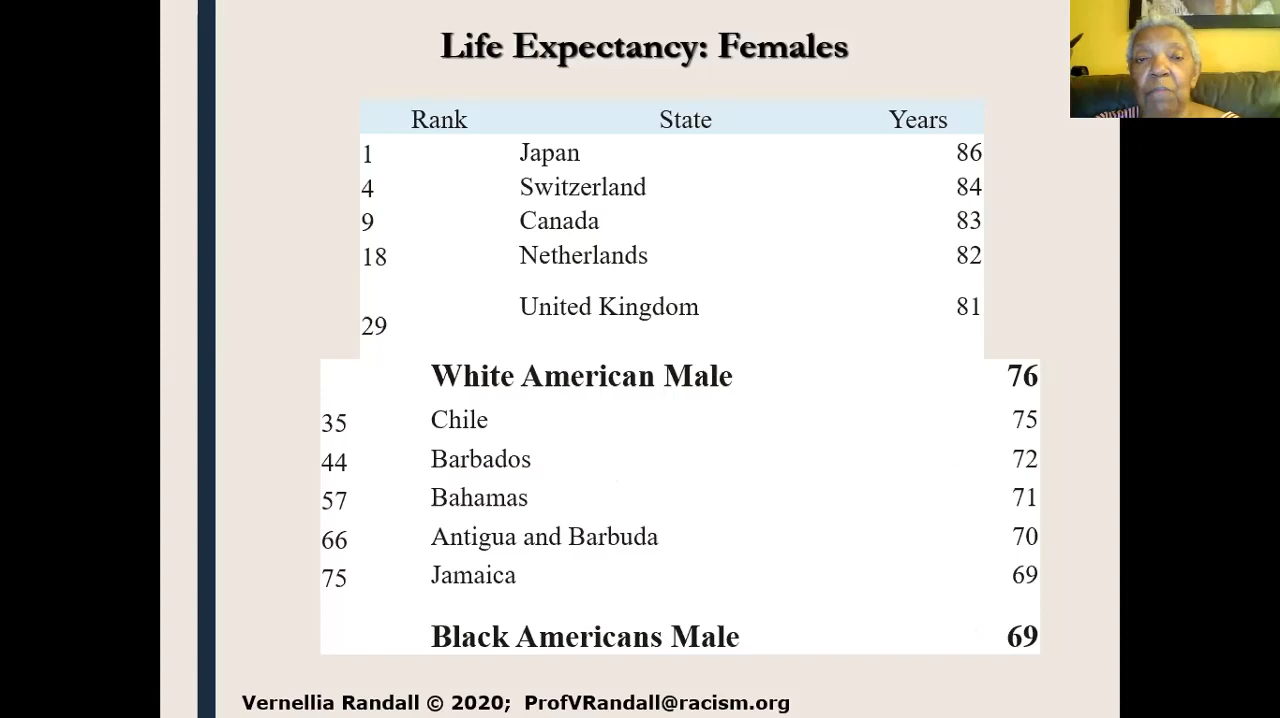 Life Expectancy: Females
Rank State Years
1 Japan 86
4 Switzerland 84
9 Canada 83
18 Netherlands 82
29 United Kingdom 81
White American Male 76
35 Chile 75
44 Barbados 72
57 Bahamas 71
66 Antigua and Barbuda 70
75 Jamaica 69
Black Americans Male 69
Vernellia Randall © 2020; ProfVRandall@racism.org